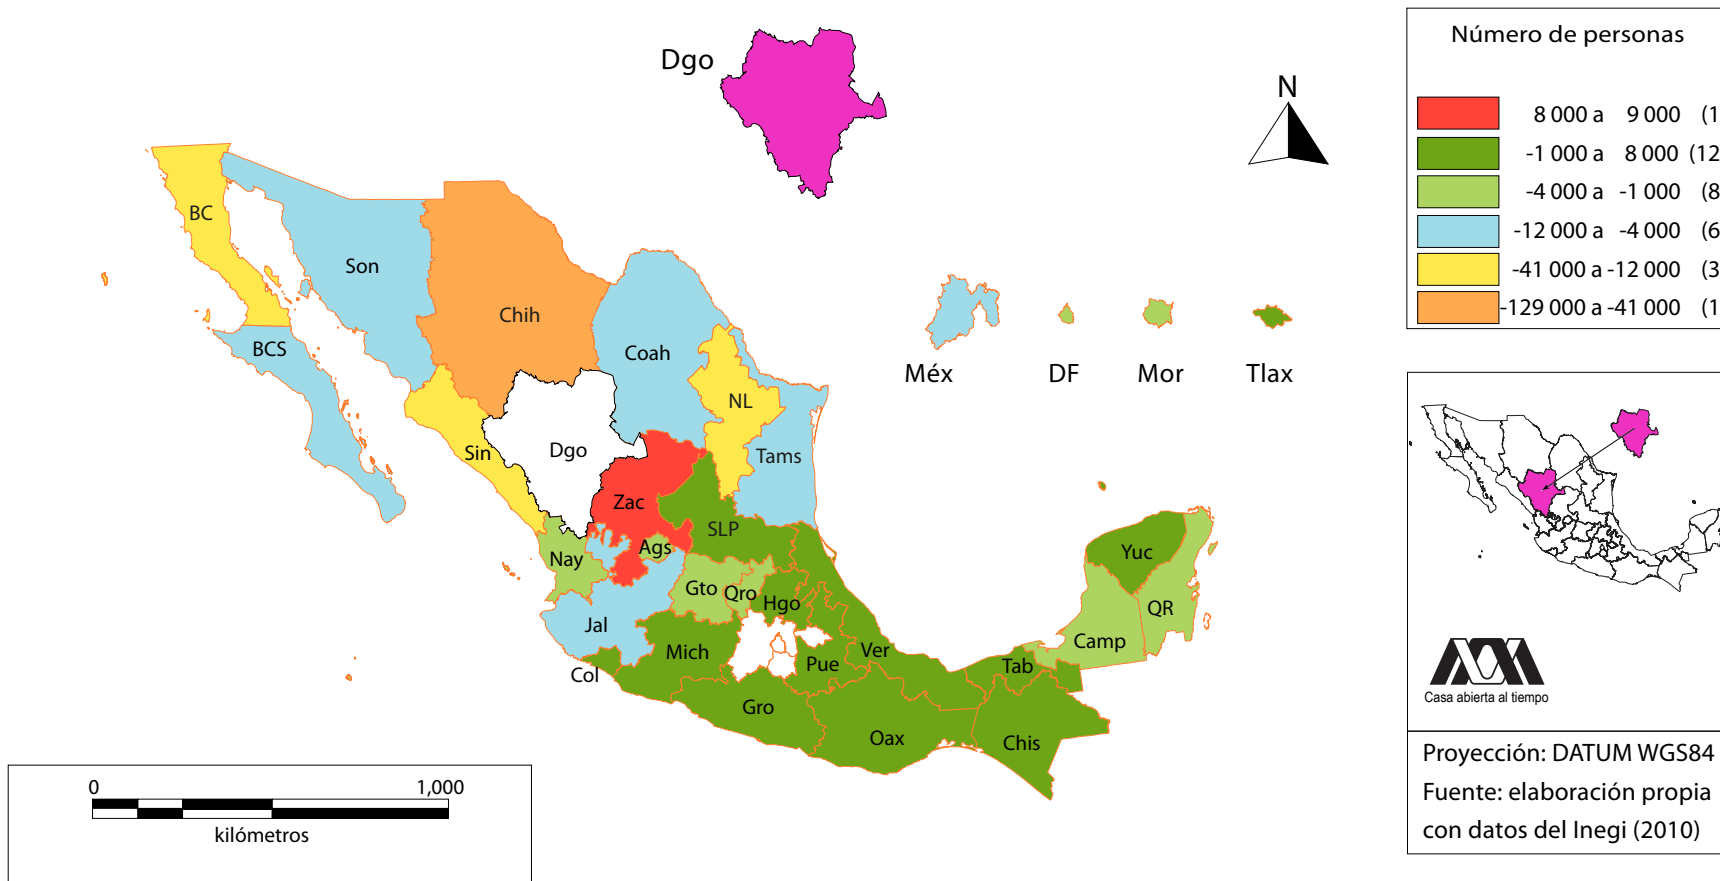 Dgo
N
BC
Son
Chih
BCS
Coah
NL
Sin
Dgo
Tams
Zac
SLP
Ags
Nay
Gto
Qro
Hgo
Jal
Mich
Col
Pue
Ver
Gro
Oax
Tab
Chis
Camp
Yuc
QR
Méx
DF
Mor
Tlax
0 1,000
kilómetros
Número de personas
8 000 a 9 000 (1
-1 000 a 8 000 (12
-4 000 a -1 000 (8
-12 000 a -4 000 (6
-41 000 a -12 000 (3
-129 000 a -41 000 (1
Casa abierta al tiempo
Proyección: DATUM WGS84
Fuente: elaboración propia
con datos del Inegi (2010)